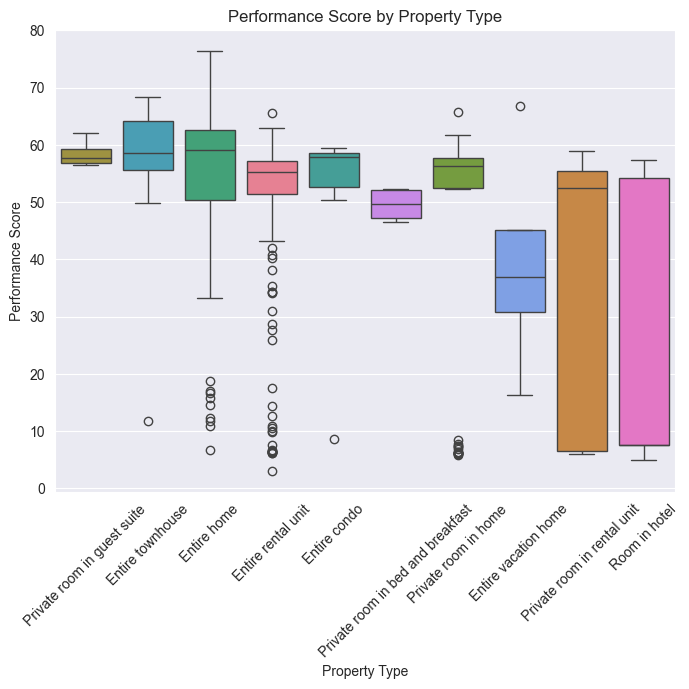 Performance Score by Property Type
Performance Score
80
70
60
50
40
30
20
10
0
Private room in guest suite
Entire townhouse
Entire home
Entire rental unit
Entire condo
Private room in bed and breakfast
Private room in home
Entire vacation home
Private room in rental unit
Room in hotel
Property Type